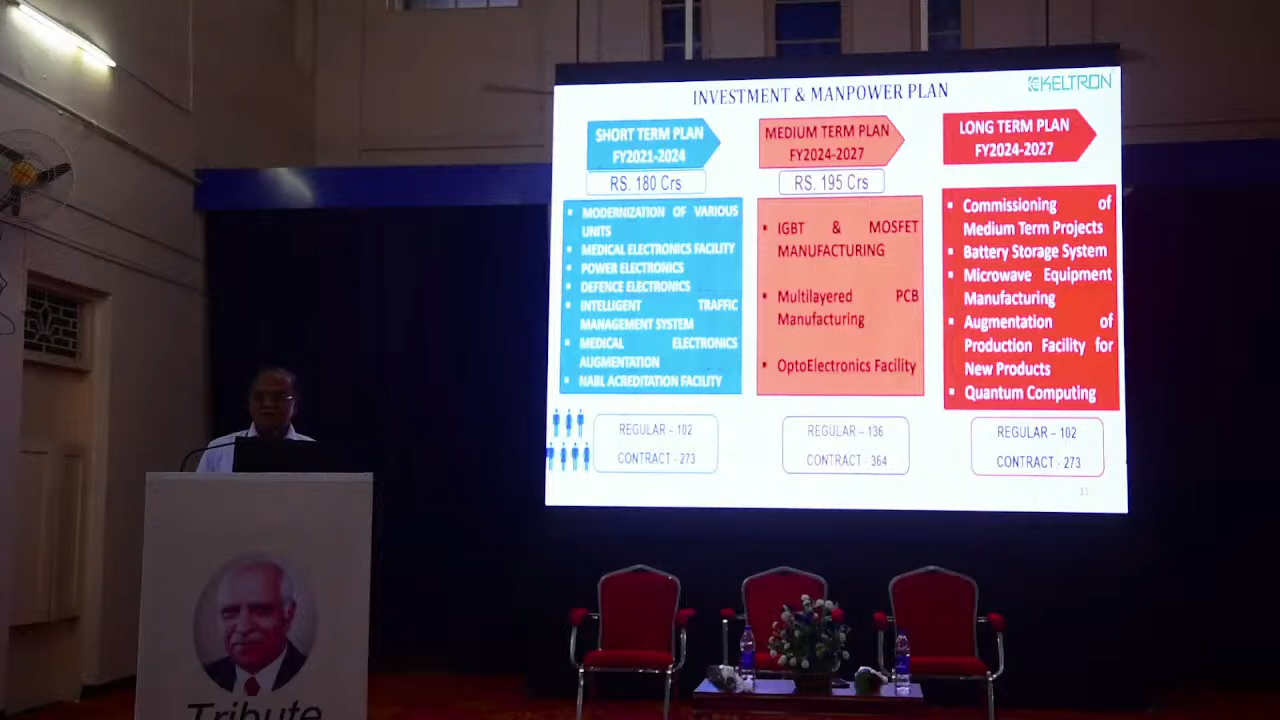 INVESTMENT & MANPOWER PLAN
KELTRON
SHORT TERM PLAN
FY2021-2024
RS. 180 Crs
MODERNIZATION OF VARIOUS
UNITS
MEDICAL ELECTRONICS FACILITY
POWER ELECTRONICS
DEFENCE ELECTRONICS
INTELLIGENT TRAFFIC
MANAGEMENT SYSTEM
MEDICAL ELECTRONICS
AUGMENTATION
NABL ACREDITATION FACILITY
REGULAR – 102
CONTRACT - 273
MEDIUM TERM PLAN
FY2024-2027
RS. 195 Crs
IGBT & MOSFET
MANUFACTURING
Multilayered PCB
Manufacturing
OptoElectronics Facility
REGULAR – 136
CONTRACT - 364
LONG TERM PLAN
FY2024-2027
Commissioning of
Medium Term Projects
Battery Storage System
Microwave Equipment
Manufacturing
Augmentation of
Production Facility for
New Products
Quantum Computing
REGULAR – 102
CONTRACT - 273
Tribute